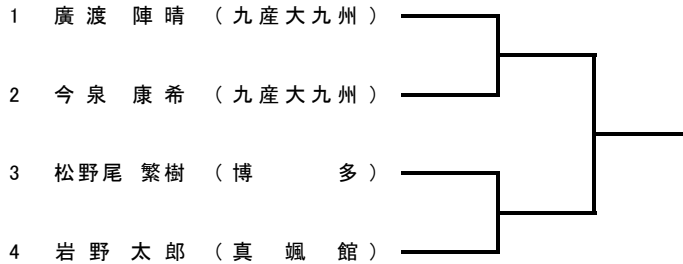 1 廣渡 陣晴 (九産大九州)
2 今泉 康希 (九産大九州)
3 松野尾 繁樹 (博多)
4 岩野 太郎 (真颯館)